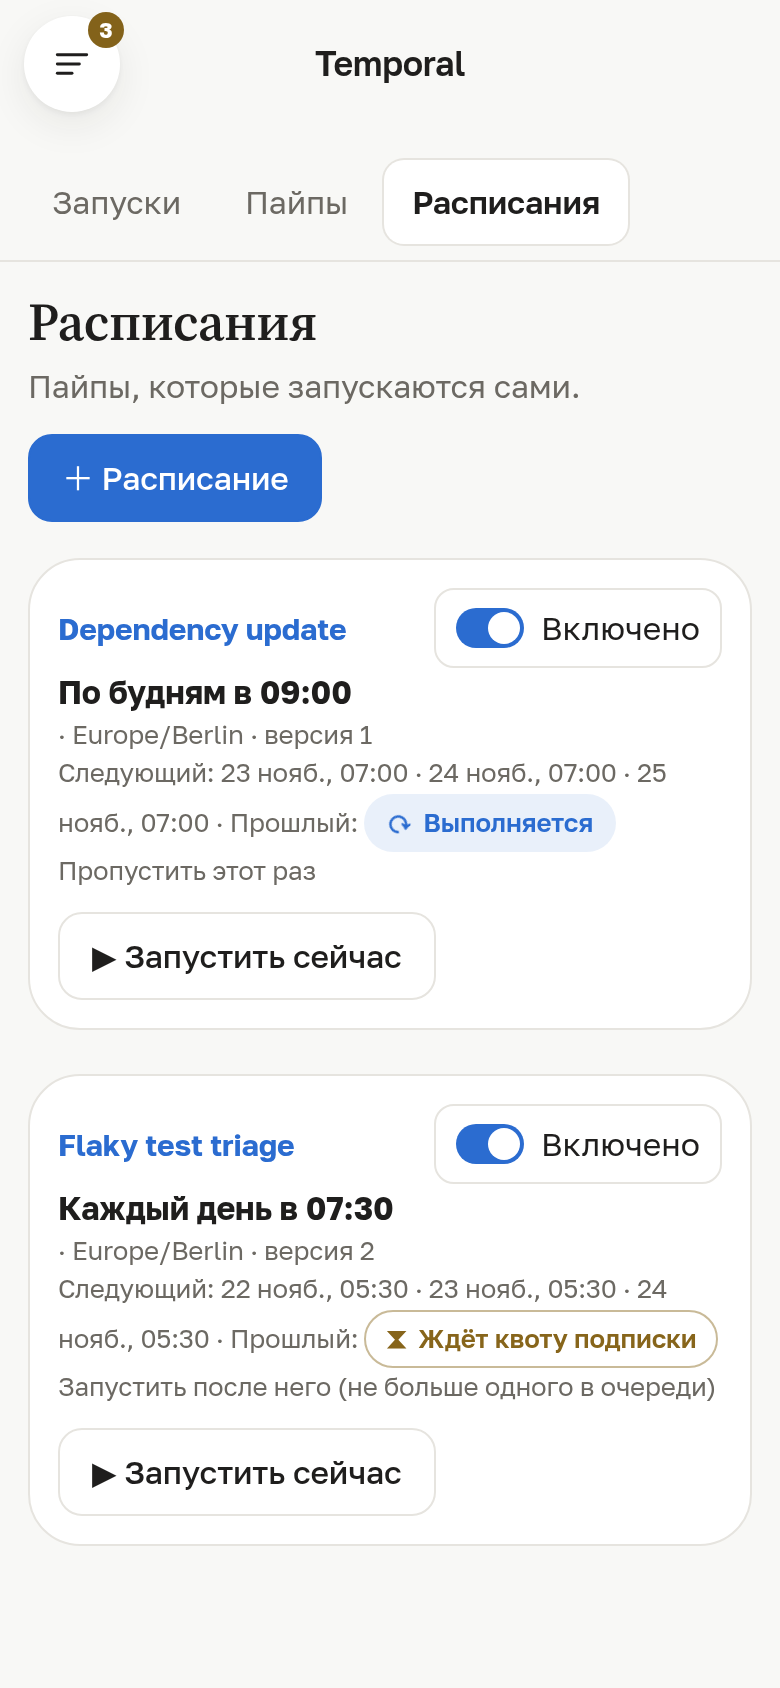 3
Temporal
Запуски Пайпы Расписания
Расписания
Пайпы, которые запускаются сами.
+ Расписание
Dependency update Включено
По будням в 09:00
· Europe/Berlin · версия 1
Следующий: 23 нояб., 07:00 · 24 нояб., 07:00 · 25
нояб., 07:00 · Прошлый: Выполняется
Пропустить этот раз
▶ Запустить сейчас
Flaky test triage Включено
Каждый день в 07:30
· Europe/Berlin · версия 2
Следующий: 22 нояб., 05:30 · 23 нояб., 05:30 · 24
нояб., 05:30 · Прошлый: Ждёт квоту подписки
Запустить после него (не больше одного в очереди)
▶ Запустить сейчас